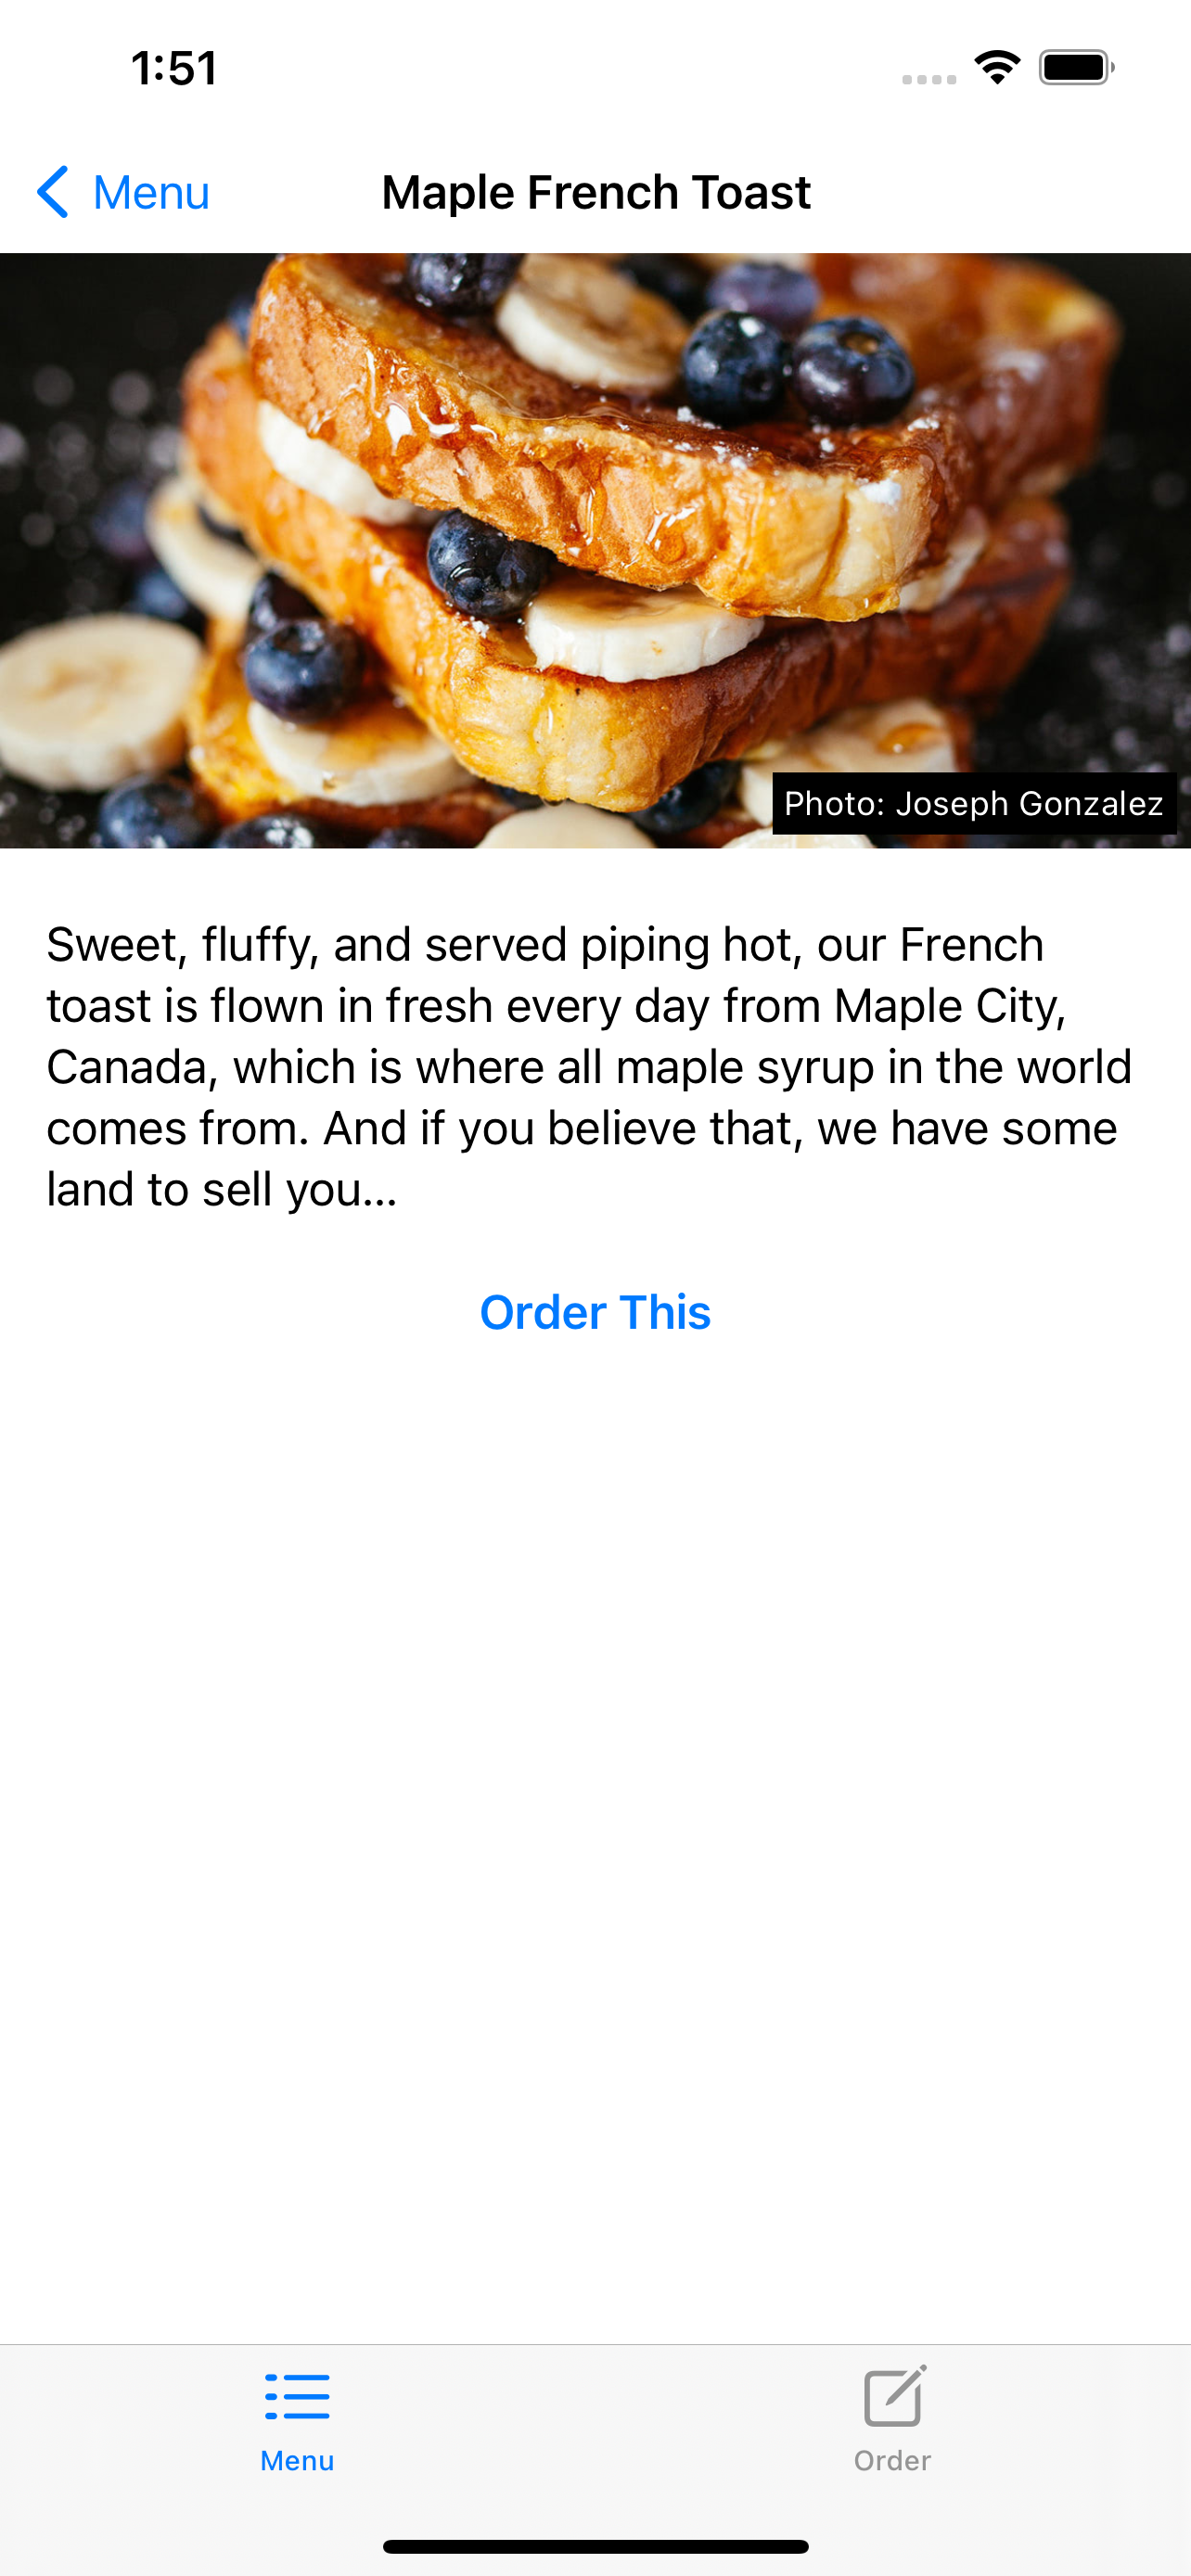 1:51
Menu
Maple French Toast
Photo: Joseph Gonzalez
Sweet, fluffy, and served piping hot, our French
toast is flown in fresh every day from Maple City,
Canada, which is where all maple syrup in the world
comes from. And if you believe that, we have some
land to sell you...
Order This
Menu
Order